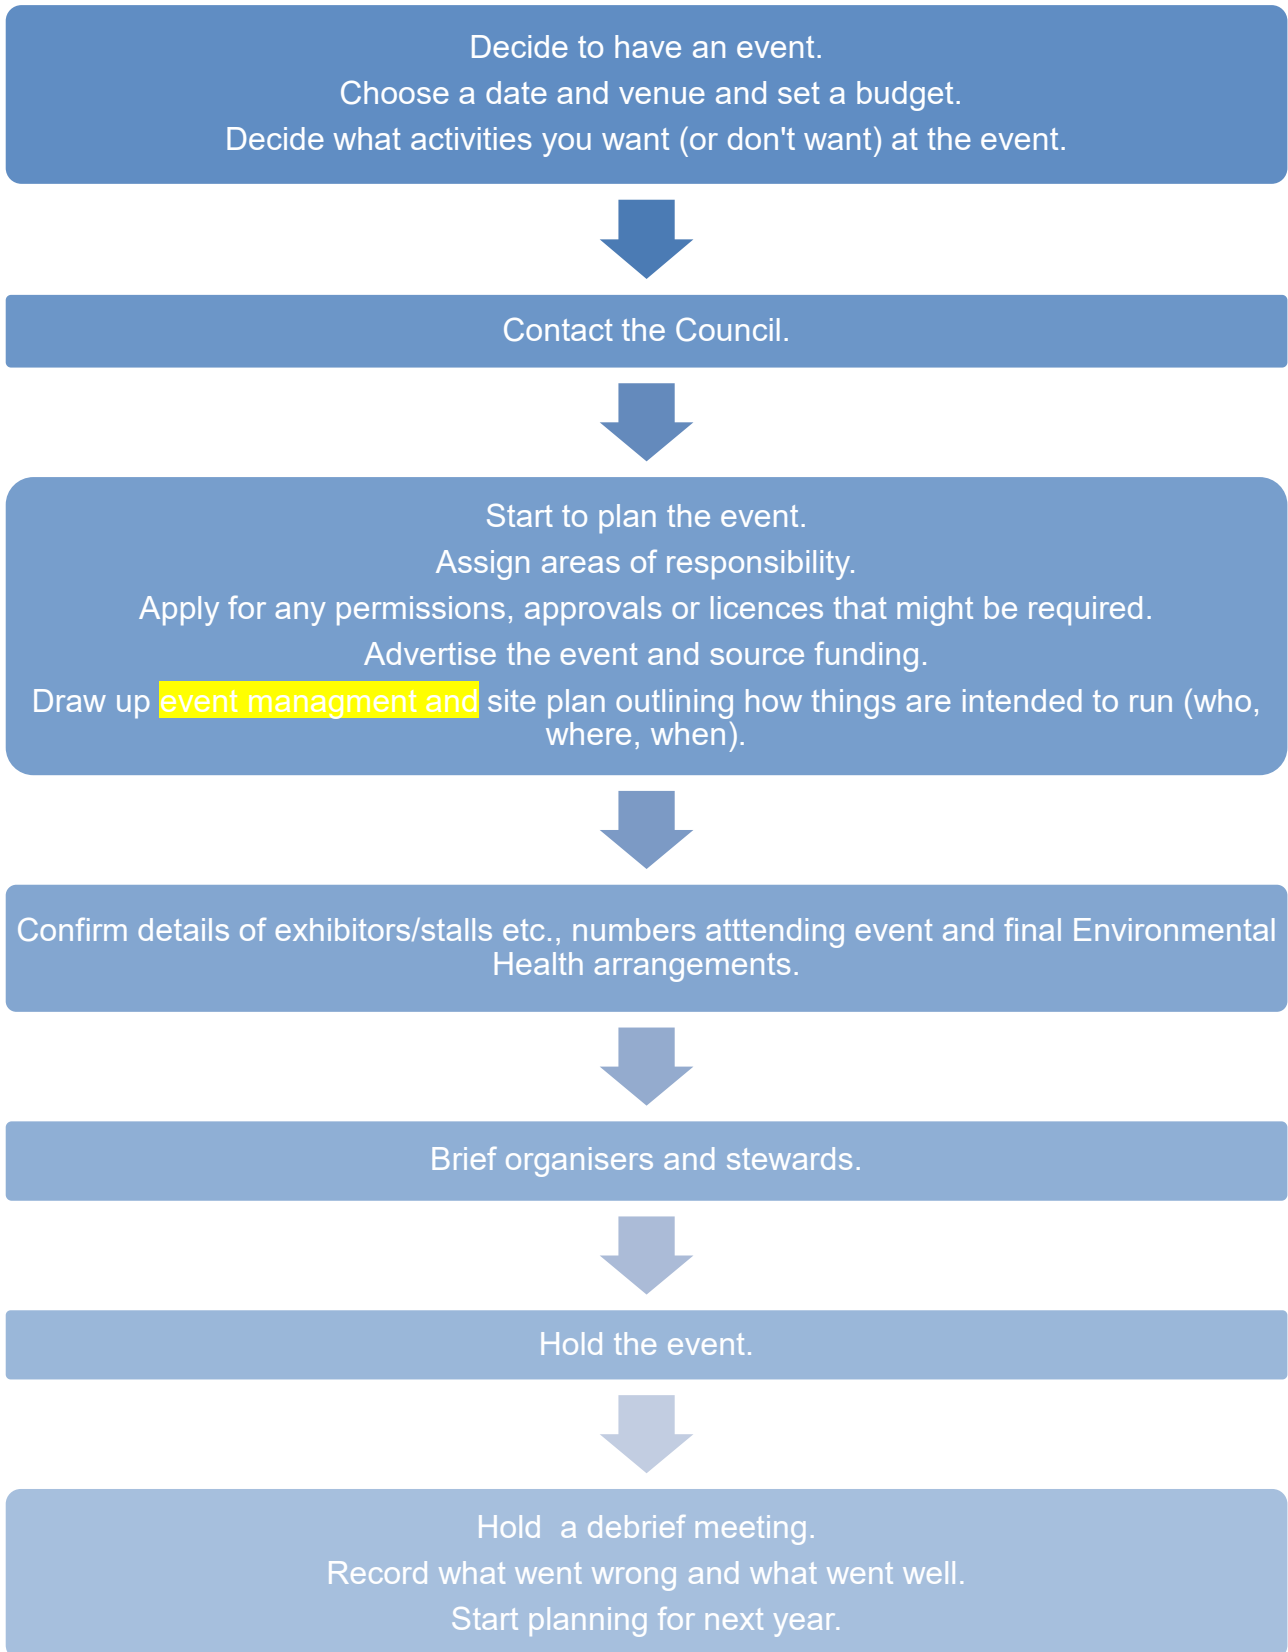 Decide to have an event.
Choose a date and venue and set a budget.
Decide what activities you want (or don't want) at the event.
Contact the Council.
Start to plan the event.
Assign areas of responsibility.
Apply for any permissions, approvals or licences that might be required.
Advertise the event and source funding.
Draw up event managment and site plan outlining how things are intended to run (who,
where, when).
Confirm details of exhibitors/stalls etc., numbers atttending event and final Environmental
Health arrangements.
Brief organisers and stewards.
Hold the event.
Hold  a debrief meeting.
Record what went wrong and what went well.
Start planning for next year.